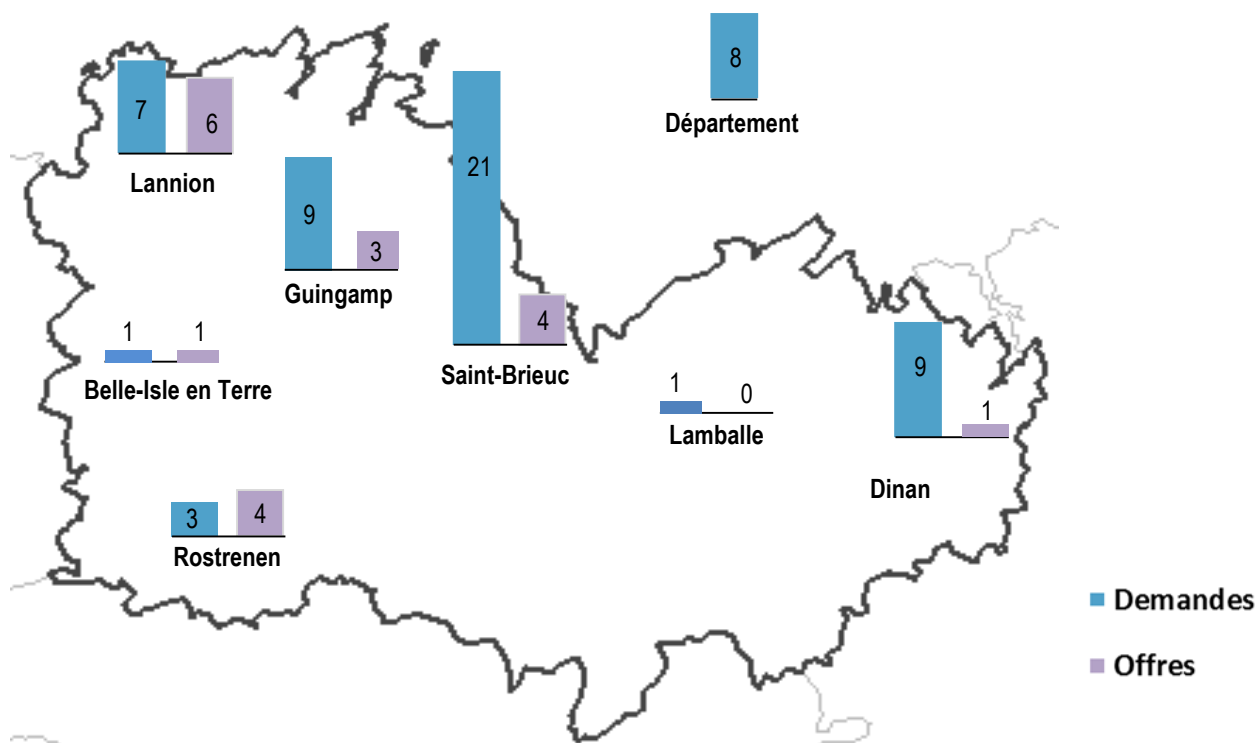 8
Département
7
6
Lannion
9
3
Guingamp
21
4
Saint-Brieuc
1
1
Belle-Isle en Terre
1
0
Lamballe
9
1
Dinan
3
4
Rostrenen
Demandes
Offres